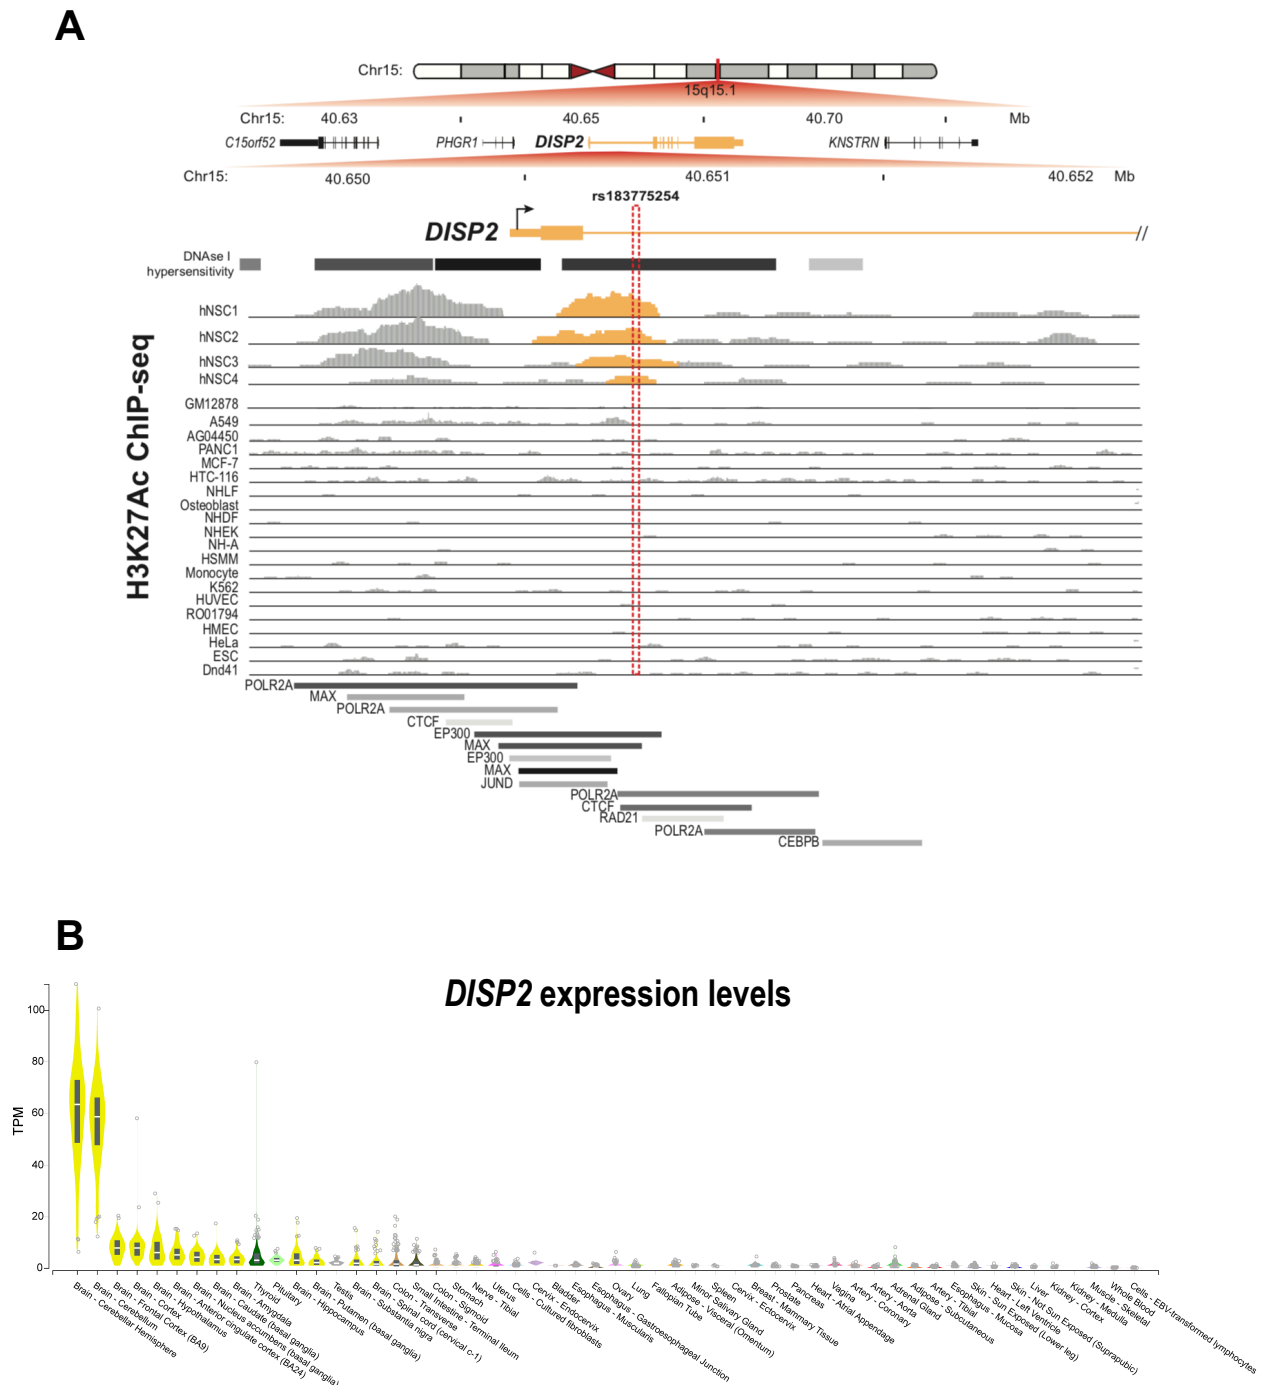 A
Chr15:
15q15.1
Chr15: 40.63 40.65 40.70 Mb
C15orf52 PHGR1 DISP2 KNSTRN
Chr15: 40.650 40.651 40.652 Mb
rs183775254
DISP2 //
DNAse I
hypersensitivity
H3K27Ac ChIP-seq
hNSC1
hNSC2
hNSC3
hNSC4
GM12878
A549
AG04450
PANC1
MCF-7
HTC-116
NHLF
Osteoblast
NHDF
NHEK
NH-A
HSMM
Monocyte
K562
HUVEC
RO01794
HMEC
HeLa
ESC
Dnd41
POLR2A
MAX
POLR2A
CTCF
EP300
MAX
EP300
MAX
JUND
POLR2A
CTCF
RAD21
POLR2A
CEBPB
B
DISP2 expression levels
TPM
100
80
60
40
20
0
Brain - Cerebellar Hemisphere
Brain - Cerebellum
Brain - Frontal Cortex (BA9)
Brain - Cortex
Brain - Hypothalamus
Brain - Anterior cingulate cortex (BA24)
Brain - Nucleus accumbens (basal ganglia)
Brain - Caudate (basal ganglia)
Brain - Amygdala
Thyroid
Pituitary
Brain - Hippocampus
Brain - Putamen (basal ganglia)
Testis
Brain - Substantia nigra
Brain - Spinal cord (cervical c-1)
Colon - Transverse
Small Intestine - Terminal Ileum
Colon - Sigmoid
Stomach
Nerve - Tibial
Uterus
Cells - Cultured fibroblasts
Cervix - Endocervix
Bladder
Esophagus - Muscularis
Esophagus - Gastroesophageal Junction
Ovary
Lung
Fallopian Tube
Adipose - Visceral (Omentum)
Minor Salivary Gland
Spleen
Cervix - Ectocervix
Breast - Mammary Tissue
Prostate
Pancreas
Heart - Atrial Appendage
Vagina
Artery - Coronary
Artery - Aorta
Adrenal Gland
Adipose - Subcutaneous
Artery - Tibial
Esophagus - Mucosa
Skin - Sun Exposed (Lower leg)
Heart - Left Ventricle
Skin - Not Sun Exposed (Suprapubic)
Liver
Kidney - Cortex
Kidney - Medulla
Muscle - Skeletal
Whole Blood
Cells - EBV-transformed lymphocytes